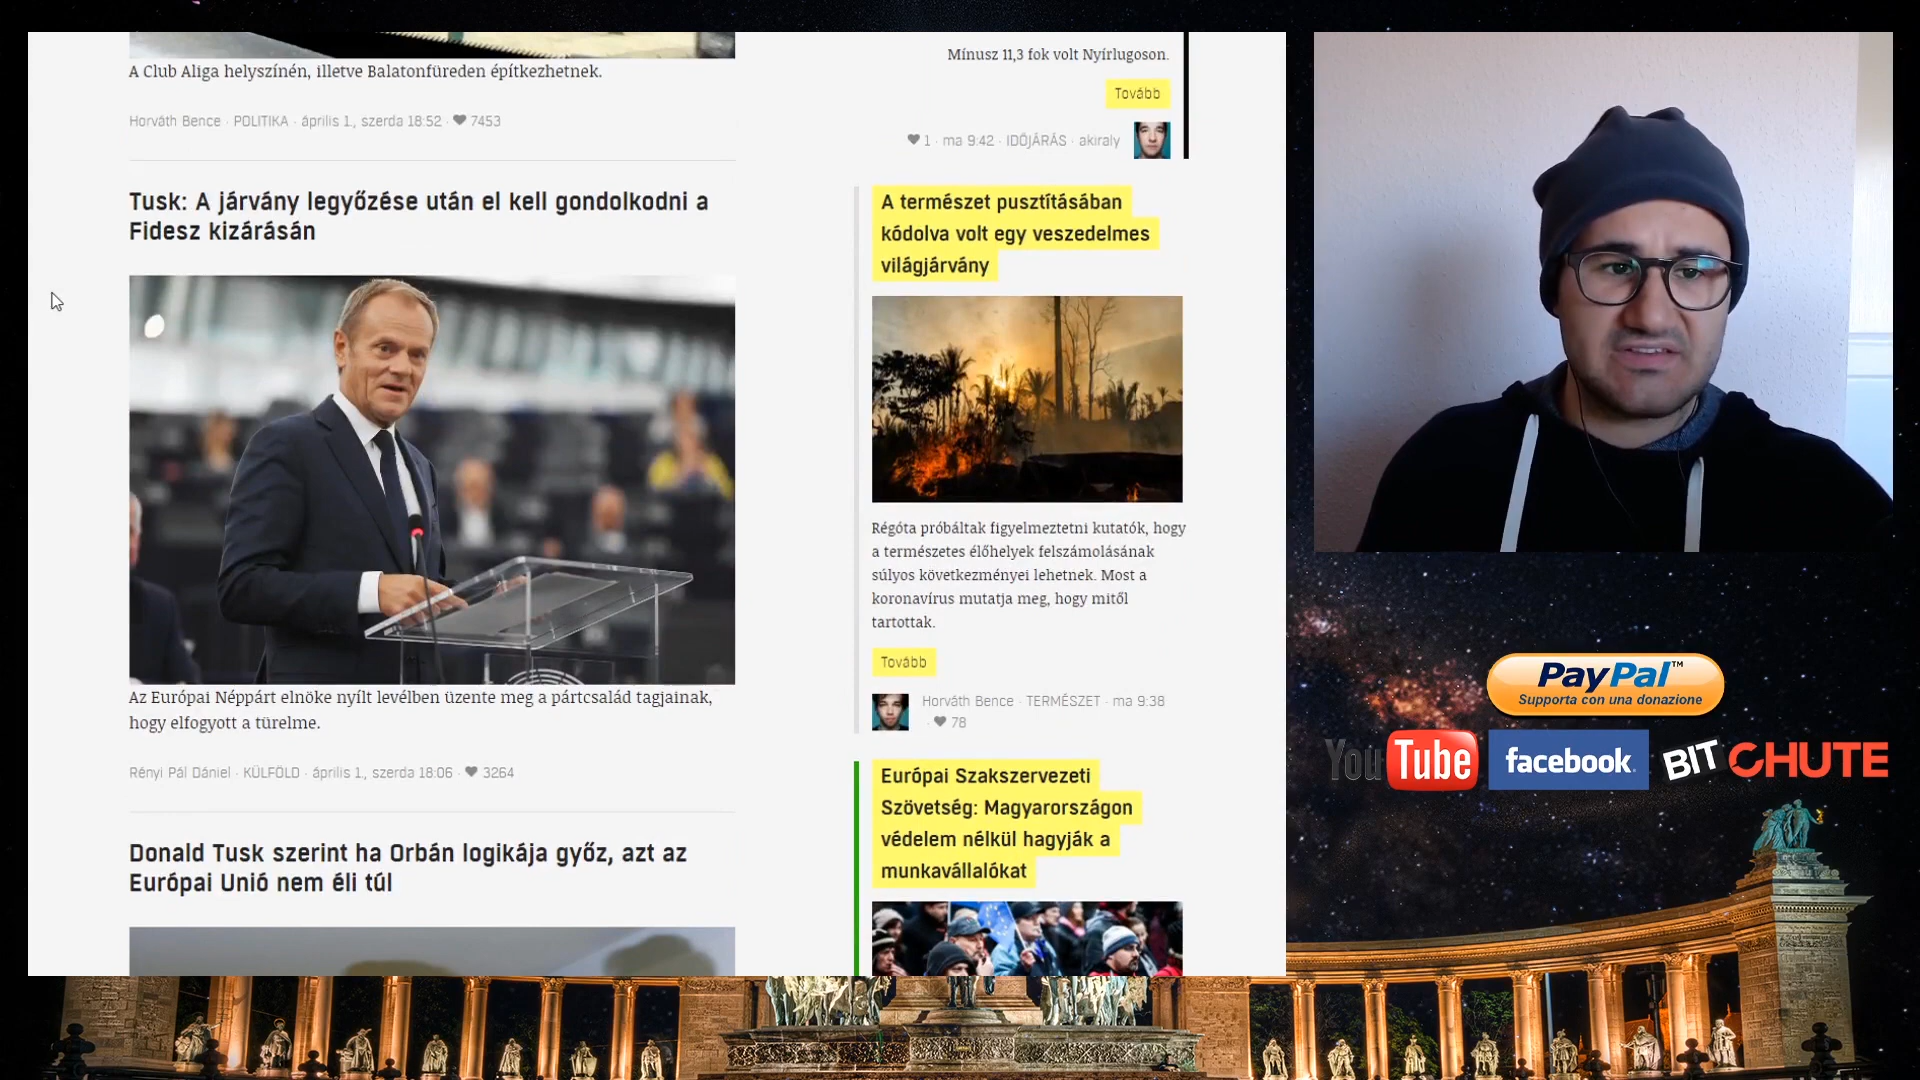 A Club Aliga helyszínén, illetve Balatonfüreden építkezhetnek.
Horváth Bence · POLITIKA · április 1., szerda 18:52 · ♥ 7453
Tusk: A járvány legyőzése után el kell gondolkodni a
Fidesz kizárásán
Az Európai Néppárt elnöke nyílt levélben üzente meg a pártcsalád tagjainak,
hogy elfogyott a türelme.
Rényi Pál Dániel · KÜLFÖLD · április 1., szerda 18:06 · ♥ 3264
Donald Tusk szerint ha Orbán logikája győz, azt az
Európai Unió nem éli túl
Mínusz 11,3 fok volt Nyírlugoson.
Tovább
♥ 1 · ma 9:42 · IDŐJÁRÁS · akiraly
A természet pusztításában
kódolva volt egy veszedelmes
világjárvány
Régóta próbáltak figyelmeztetni kutatók, hogy
a természetes élőhelyek felszámolásának
súlyos következményei lehetnek. Most a
koronavírus mutatja meg, hogy mitől
tartottak.
Tovább
Horváth Bence · TERMÉSZET · ma 9:38
· ♥ 78
Európai Szakszervezeti
Szövetség: Magyarországon
védelem nélkül hagyják a
munkavállalókat
PayPal™
Supporta con una donazione
YouTube
facebook
BITCHUTE